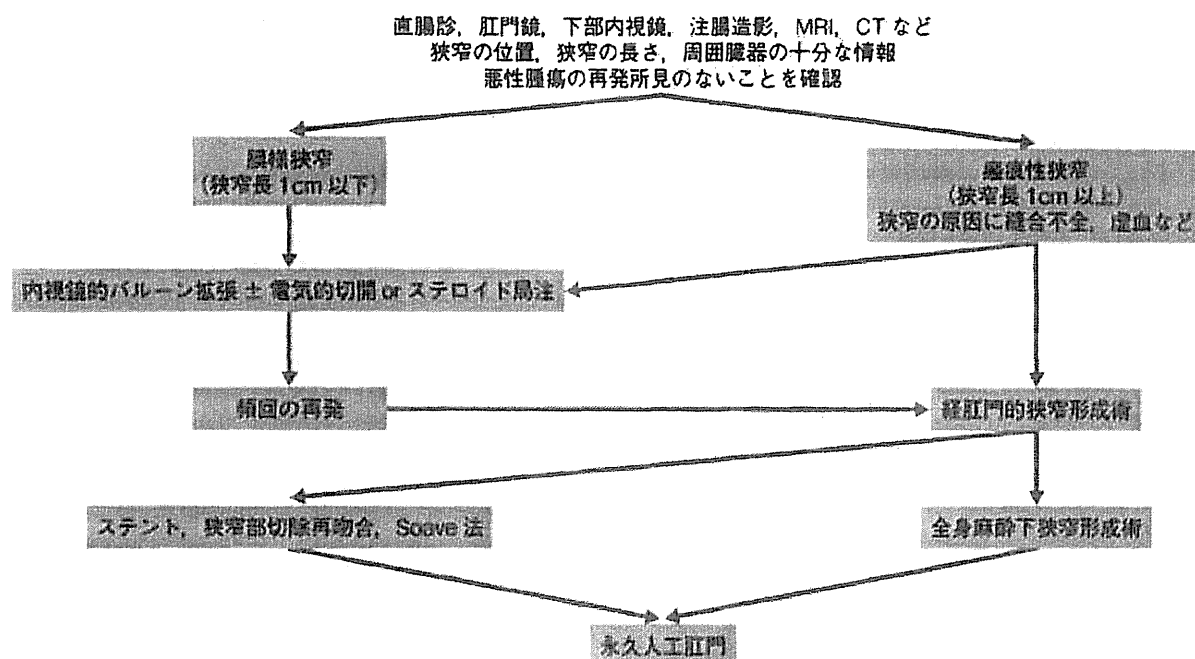 直腸診，肛門鏡，下部内視鏡，注腸造影，MRI，CT など
狭窄の位置，狭窄の長さ，周囲臓器の十分な情報
悪性腫瘍の再発所見のないことを確認
膜様狭窄
（狭窄長 1cm 以下）
瘢痕性狭窄
（狭窄長 1cm 以上）
狭窄の原因に縫合不全，虚血など
内視鏡的バルーン拡張 ± 電気的切開 or ステロイド局注
頻回の再発
経肛門的狭窄形成術
ステント，狭窄部切除再吻合，Soave 法
全身麻酔下狭窄形成術
永久人工肛門